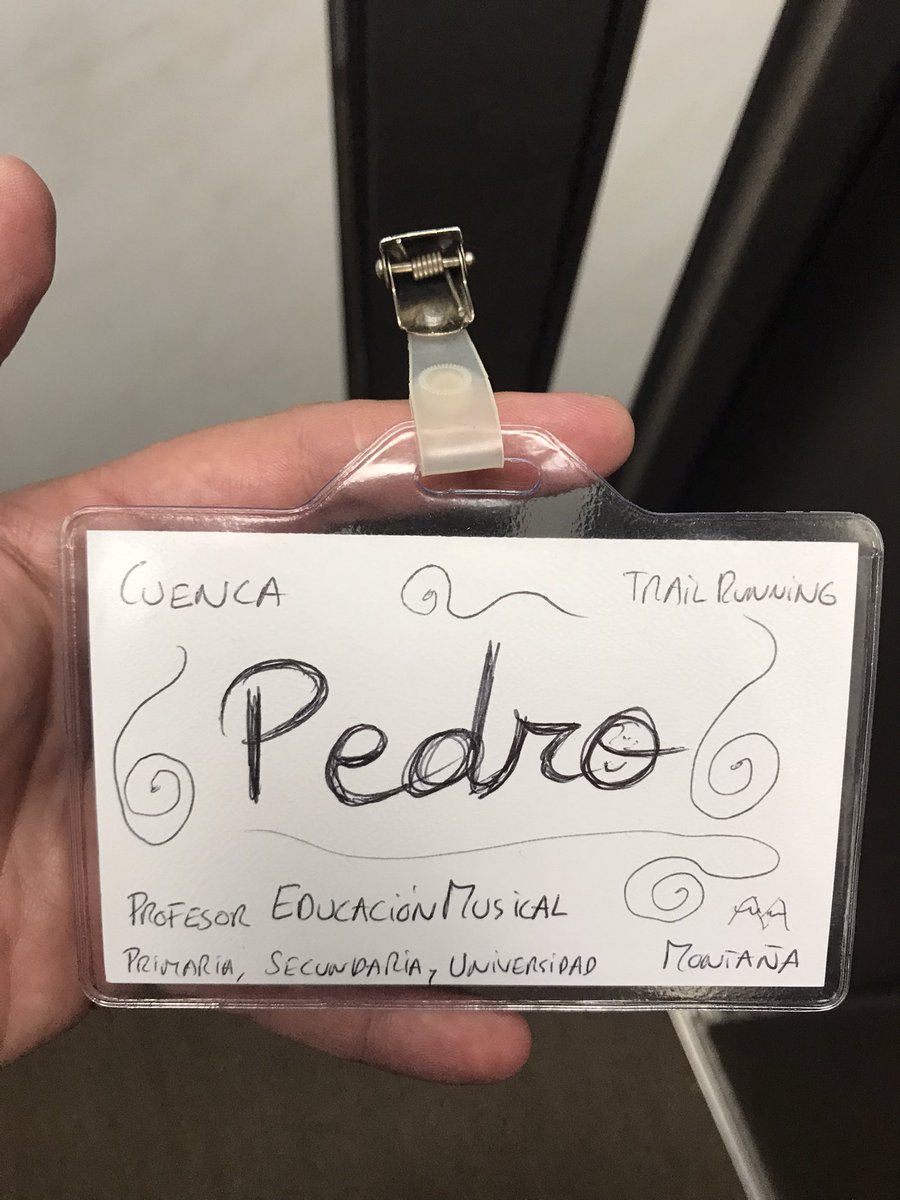 CUENCA
TRAIL RUNNING
Pedro
PROFESOR EDUCACIÓN MUSICAL
PRIMARIA, SECUNDARIA, UNIVERSIDAD
MONTAÑA